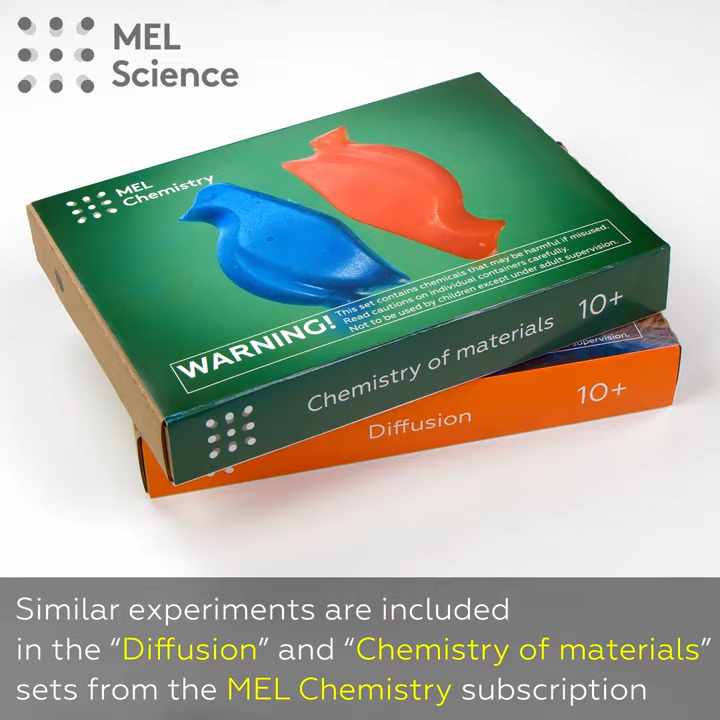 MEL
Science
MEL
Chemistry
WARNING!
This set contains chemicals that may be harmful if misused.
Read cautions on individual containers carefully.
Not to be used by children except under adult supervision.
Chemistry of materials 10+
supervision.
Diffusion 10+
Similar experiments are included
in the “Diffusion” and “Chemistry of materials”
sets from the MEL Chemistry subscription